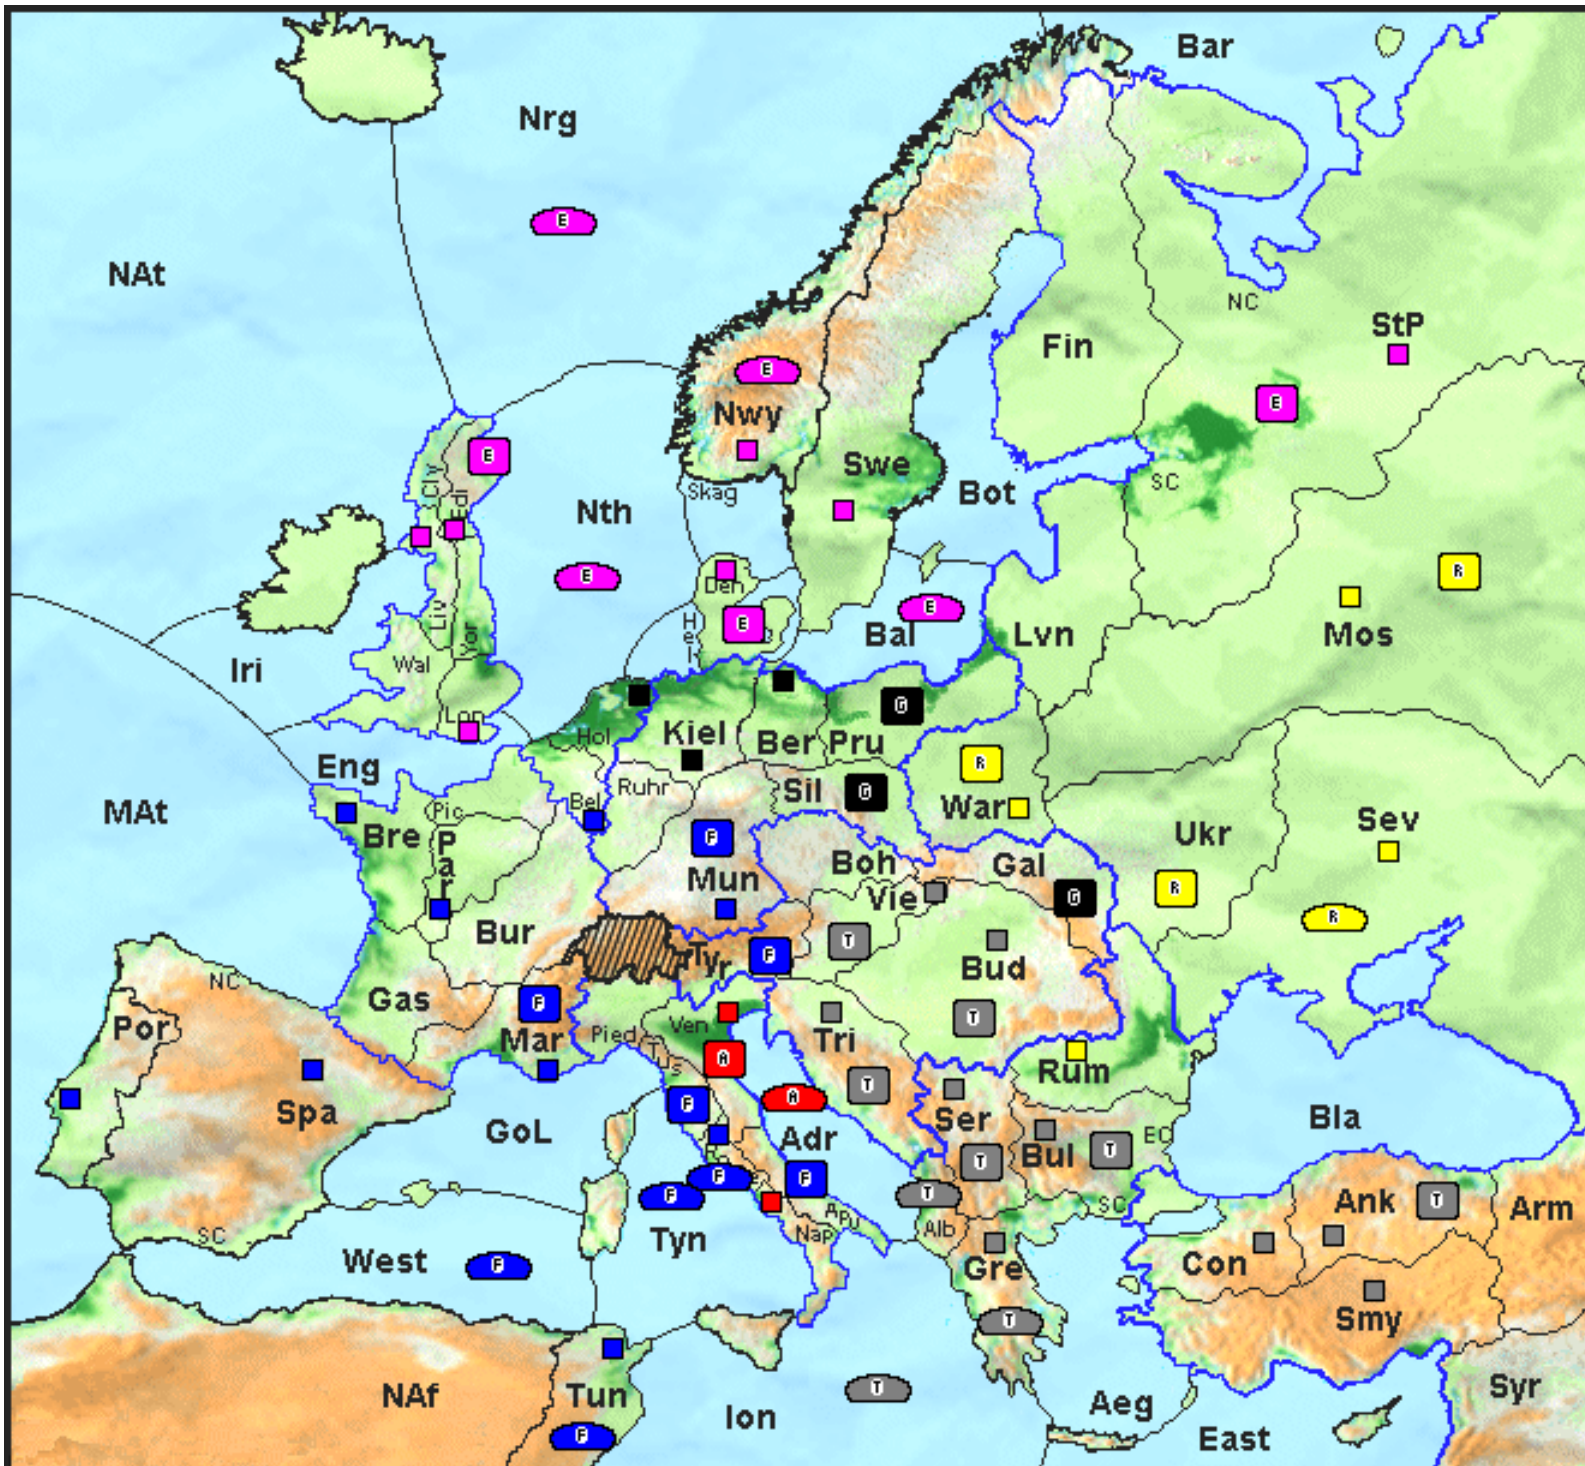 Bar
Nrg
E
NAt
NC
StP
Fin
E
E
Nwy
E
Cly
Edi
Swe
SC
Skag
Bot
Nth
R
E
Den
E
E
Hel
Bal
Lvn
Mos
Liv
Yor
Iri
Wal
G
Lon
Hol
Kiel
Ber
Pru
R
Eng
Ruhr
Sil
G
War
MAt
Pic
Bel
Bre
Par
F
Ukr
Sev
Boh
Gal
Mun
Vie
G
R
R
Bur
T
Tyr
F
Bud
NC
Gas
F
T
Por
Mar
Pied
Ven
Tri
Tus
A
Rum
T
Spa
F
A
Ser
GoL
Adr
Bla
EC
Bul
T
T
F
F
F
T
Ank
T
Arm
SC
Apu
SC
Nap
Alb
Tyn
West
F
Gre
Con
T
Smy
NAf
Tun
T
Syr
Ion
Aeg
F
East